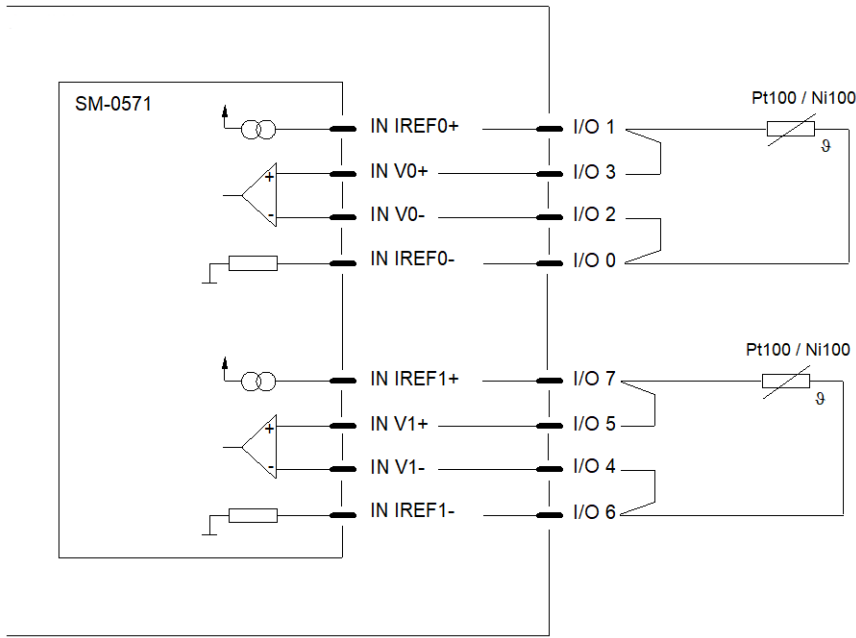 SM-0571
Pt100 / Ni100
IN IREF0+ I/O 1
ϑ
+ IN V0+ I/O 3
- IN V0- I/O 2
IN IREF0- I/O 0
Pt100 / Ni100
IN IREF1+ I/O 7
ϑ
+ IN V1+ I/O 5
- IN V1- I/O 4
IN IREF1- I/O 6